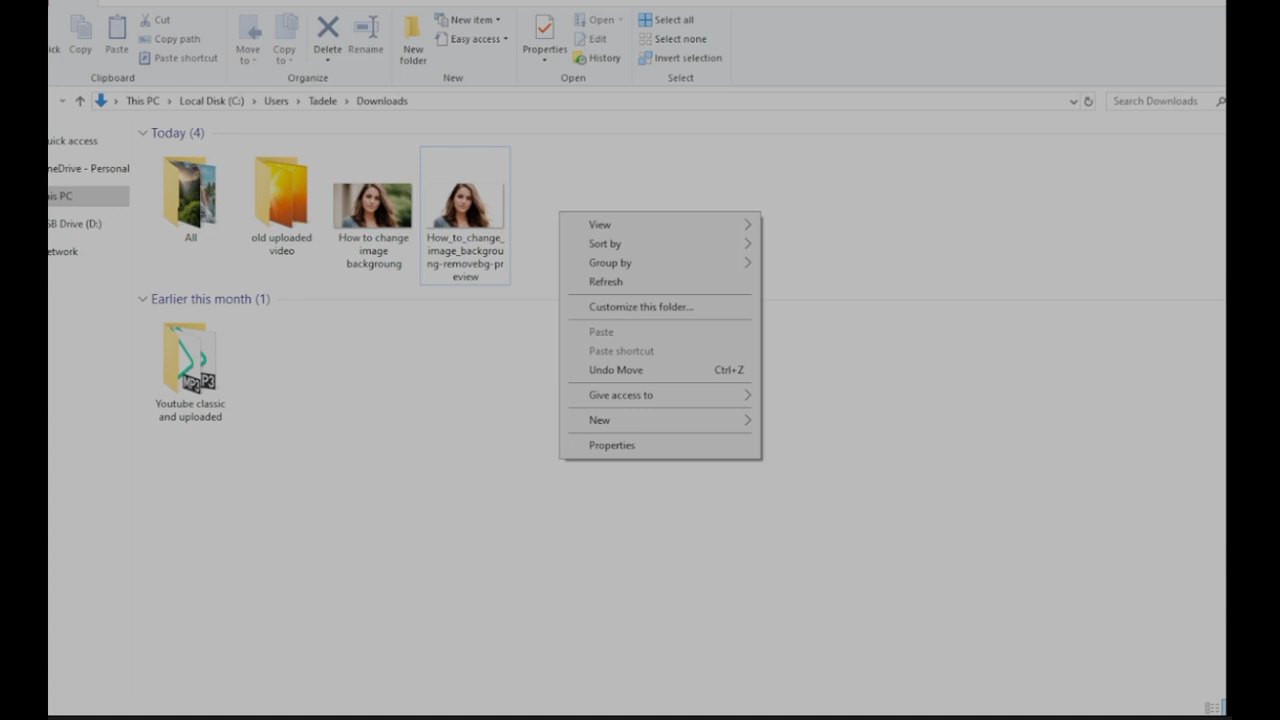 Cut
New item
Open
Select all
ick
Copy
Paste
Copy path
Move
to
Copy
to
Delete
Rename
New
folder
Easy access
Properties
Edit
Select none
Paste shortcut
History
Invert selection
Clipboard
Organize
New
Open
Select
This PC
Local Disk (C:)
Users
Tadele
Downloads
Search Downloads
uick access
neDrive - Personal
is PC
SB Drive (D:)
etwork
Today (4)
All
old uploaded
video
How to change
image
backgroung
How_to_change_
image_backgrou
ng-removebg-pr
eview
Earlier this month (1)
MP3
P3
Youtube classic
and uploaded
View
Sort by
Group by
Refresh
Customize this folder...
Paste
Paste shortcut
Undo Move Ctrl+Z
Give access to
New
Properties